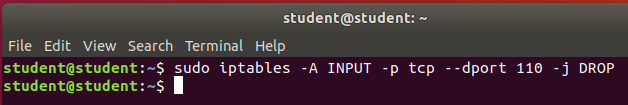 student@student: ~
File Edit View Search Terminal Help
student@student:~$ sudo iptables -A INPUT -p tcp --dport 110 -j DROP
student@student:~$